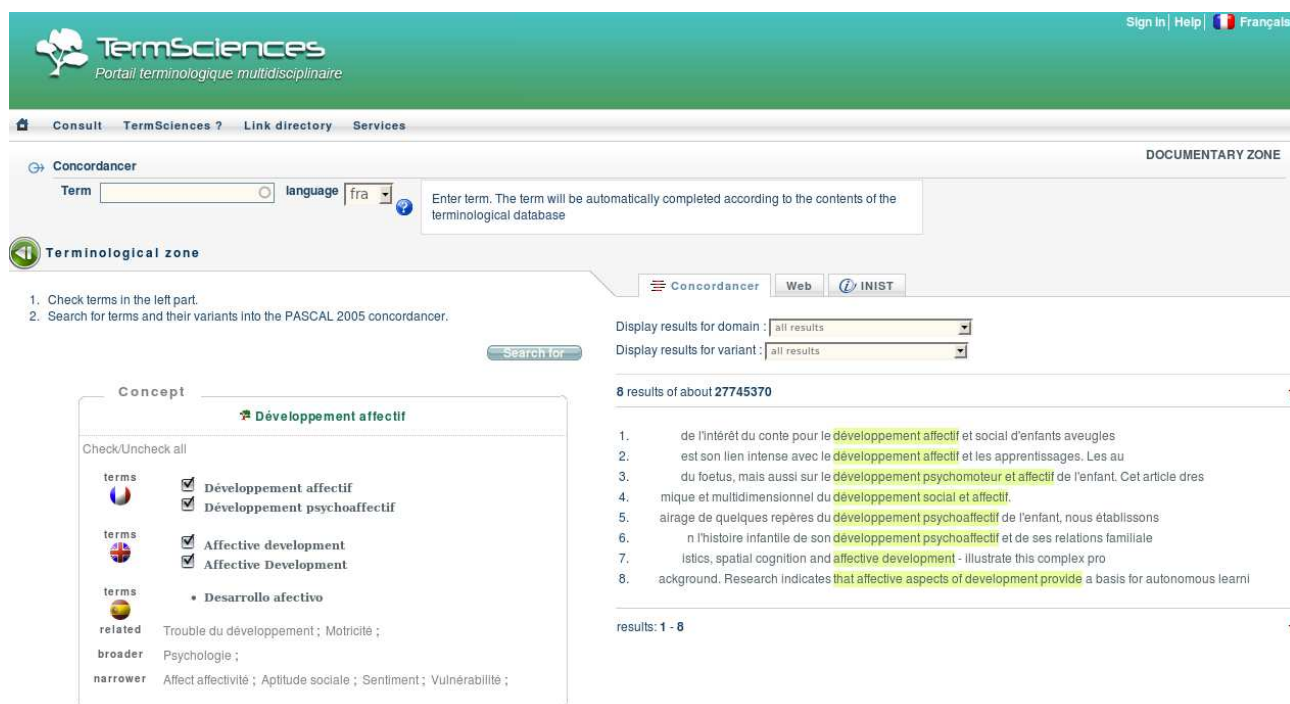 Sign in | Help | Français
TermSciences
Portail terminologique multidisciplinaire
Consult TermSciences ? Link directory Services
DOCUMENTARY ZONE
Concordancer
Term language fra ?
Enter term. The term will be automatically completed according to the contents of the
terminological database
Terminological zone
1. Check terms in the left part.
2. Search for terms and their variants into the PASCAL 2005 concordancer.
Search for
Concept
Développement affectif
Check/Uncheck all
terms
Développement affectif
Développement psychoaffectif
terms
Affective development
Affective Development
terms
• Desarrollo afectivo
related Trouble du développement ; Motricité ;
broader Psychologie ;
narrower Affect affectivité ; Aptitude sociale ; Sentiment ; Vulnérabilité ;
Concordancer Web i INIST
Display results for domain : all results
Display results for variant : all results
8 results of about 27745370
1. de l'intérêt du conte pour le développement affectif et social d'enfants aveugles
2. est son lien intense avec le développement affectif et les apprentissages. Les au
3. du foetus, mais aussi sur le développement psychomoteur et affectif de l'enfant. Cet article dres
4. mique et multidimensionnel du développement social et affectif.
5. airage de quelques repères du développement psychoaffectif de l'enfant, nous établissons
6. n l'histoire infantile de son développement psychoaffectif et de ses relations familiale
7. istics, spatial cognition and affective development - illustrate this complex pro
8. ackground. Research indicates that affective aspects of development provide a basis for autonomous learni
results: 1 - 8